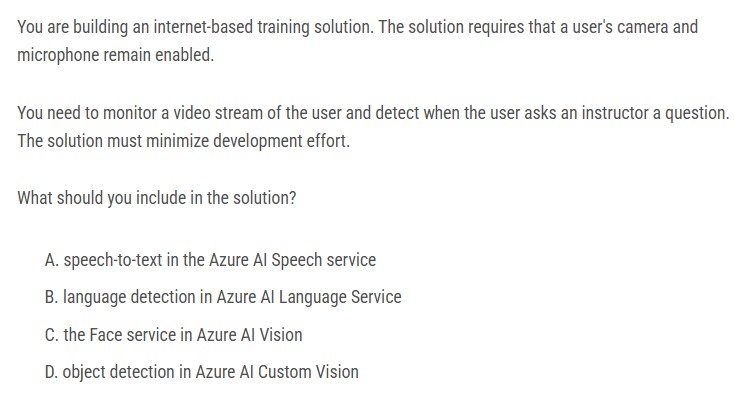 You are building an internet-based training solution. The solution requires that a user's camera and
microphone remain enabled.
You need to monitor a video stream of the user and detect when the user asks an instructor a question.
The solution must minimize development effort.
What should you include in the solution?
A. speech-to-text in the Azure AI Speech service
B. language detection in Azure AI Language Service
C. the Face service in Azure AI Vision
D. object detection in Azure AI Custom Vision